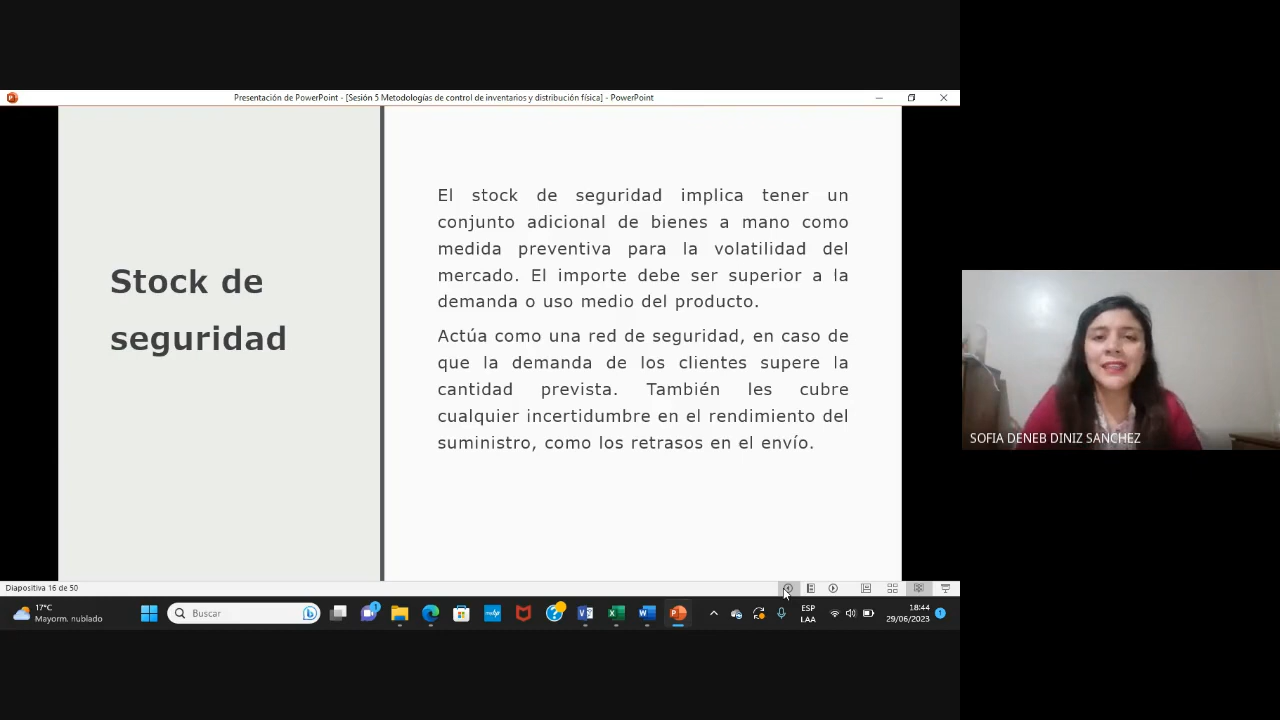 Presentación de PowerPoint - [Sesión 5 Metodologías de control de inventarios y distribución física] - PowerPoint
Stock de
seguridad
El stock de seguridad implica tener un
conjunto adicional de bienes a mano como
medida preventiva para la volatilidad del
mercado. El importe debe ser superior a la
demanda o uso medio del producto.
Actúa como una red de seguridad, en caso de
que la demanda de los clientes supere la
cantidad prevista. También les cubre
cualquier incertidumbre en el rendimiento del
suministro, como los retrasos en el envío.
SOFIA DENEB DINIZ SANCHEZ
Diapositiva 16 de 50
17°C
Mayorm. nublado
Buscar
ESP
LAA
18:44
29/06/2023